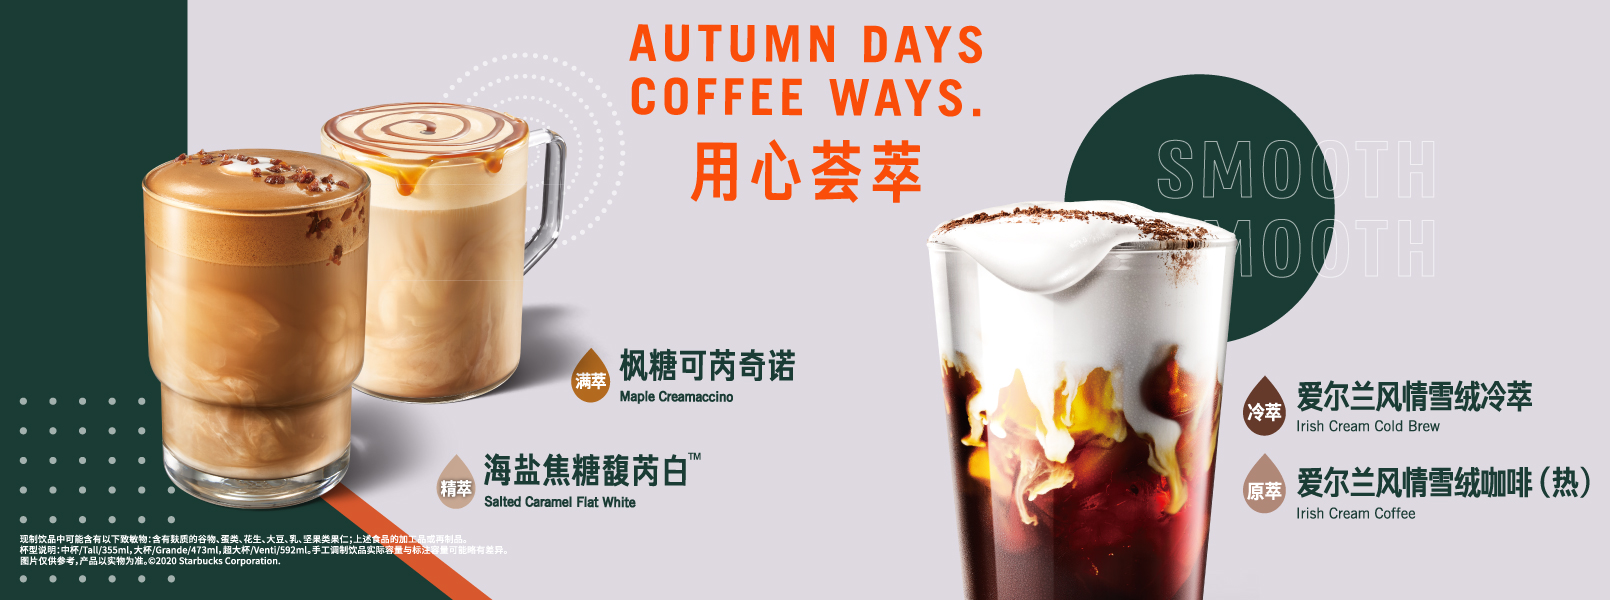 AUTUMN DAYS
COFFEE WAYS.
用心荟萃
SMOOTH
SMOOTH
满萃
枫糖可芮奇诺
Maple Creamaccino
精萃
海盐焦糖馥芮白™
Salted Caramel Flat White
冷萃
爱尔兰风情雪绒冷萃
Irish Cream Cold Brew
原萃
爱尔兰风情雪绒咖啡（热）
Irish Cream Coffee
现制饮品中可能含有以下致敏物：含有麸质的谷物、蛋类、花生、大豆、乳、坚果类果仁；上述食品的加工品或再制品。
杯型说明：中杯/Tall/355ml，大杯/Grande/473ml，超大杯/Venti/592ml。手工调制饮品实际容量与标注容量可能略有差异。
图片仅供参考，产品以实物为准。©2020 Starbucks Corporation.